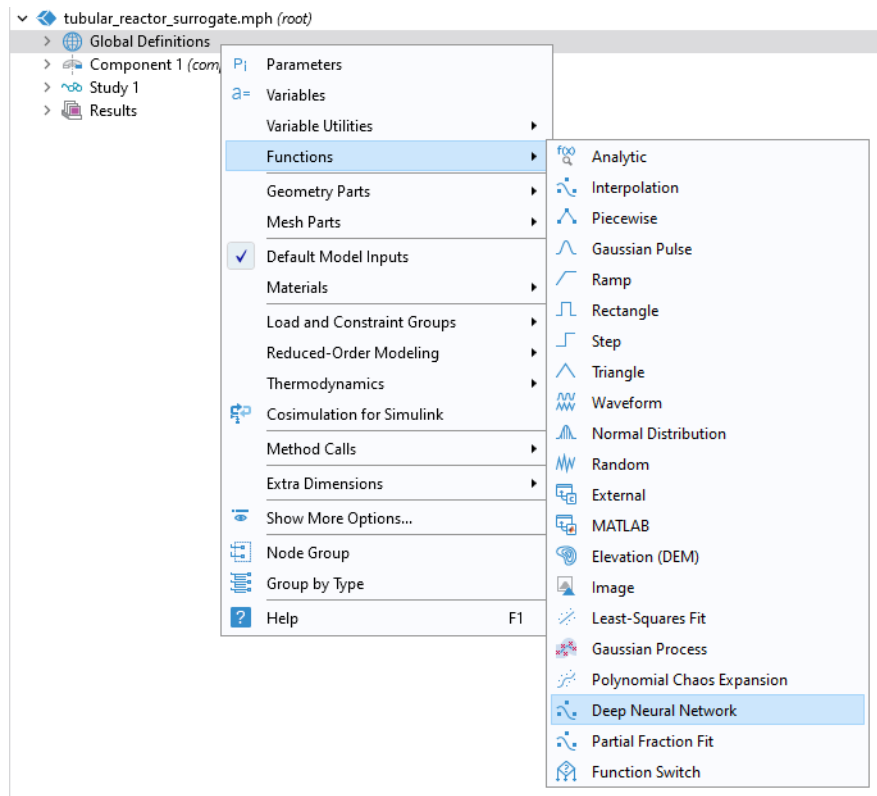 tubular_reactor_surrogate.mph (root)
Global Definitions
Component 1 (com
Study 1
Results
Pi Parameters
a= Variables
Variable Utilities
Functions
Geometry Parts
Mesh Parts
Default Model Inputs
Materials
Load and Constraint Groups
Reduced-Order Modeling
Thermodynamics
Cosimulation for Simulink
Method Calls
Extra Dimensions
Show More Options...
Node Group
Group by Type
? Help F1
f(x) Analytic
Interpolation
Piecewise
Gaussian Pulse
Ramp
Rectangle
Step
Triangle
Waveform
Normal Distribution
Random
External
MATLAB
Elevation (DEM)
Image
Least-Squares Fit
Gaussian Process
Polynomial Chaos Expansion
Deep Neural Network
Partial Fraction Fit
Function Switch